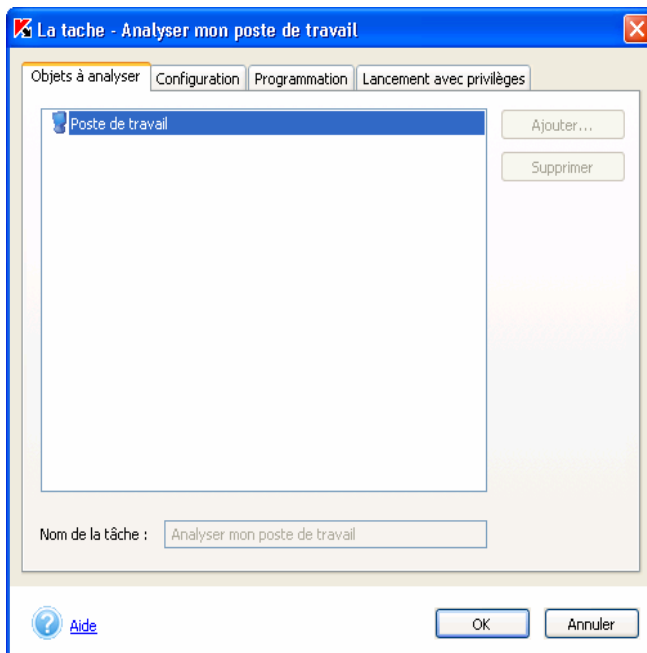 La tache - Analyser mon poste de travail
Objets à analyser Configuration Programmation Lancement avec privilèges
Poste de travail
Ajouter...
Supprimer
Nom de la tâche : Analyser mon poste de travail
Aide OK Annuler